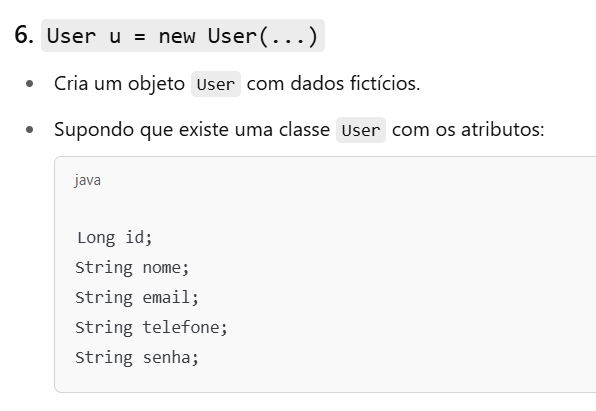 6. User u = new User(...)
• Cria um objeto User com dados fictícios.
• Supondo que existe uma classe User com os atributos:
java
Long id;
String nome;
String email;
String telefone;
String senha;